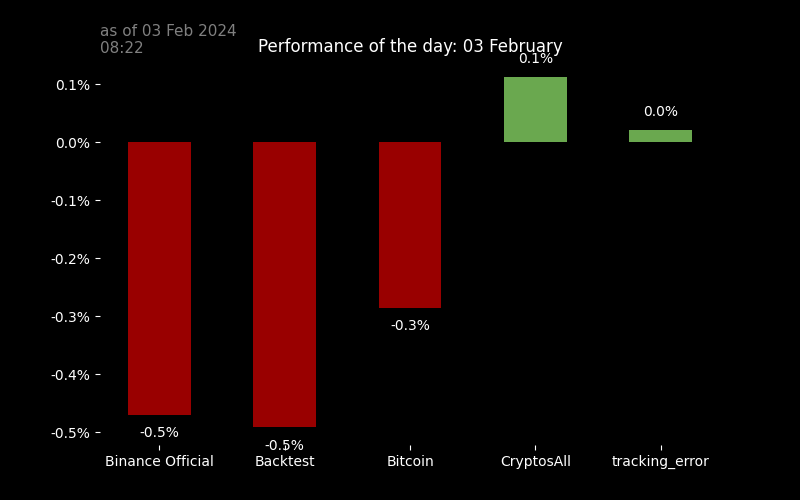 as of 03 Feb 2024
08:22
Performance of the day: 03 February
0.1%
0.0%
0.1%
0.0%
-0.1%
-0.2%
-0.3%
-0.3%
-0.4%
-0.5%
-0.5%
-0.5%
Binance Official
Backtest
Bitcoin
CryptosAll
tracking_error